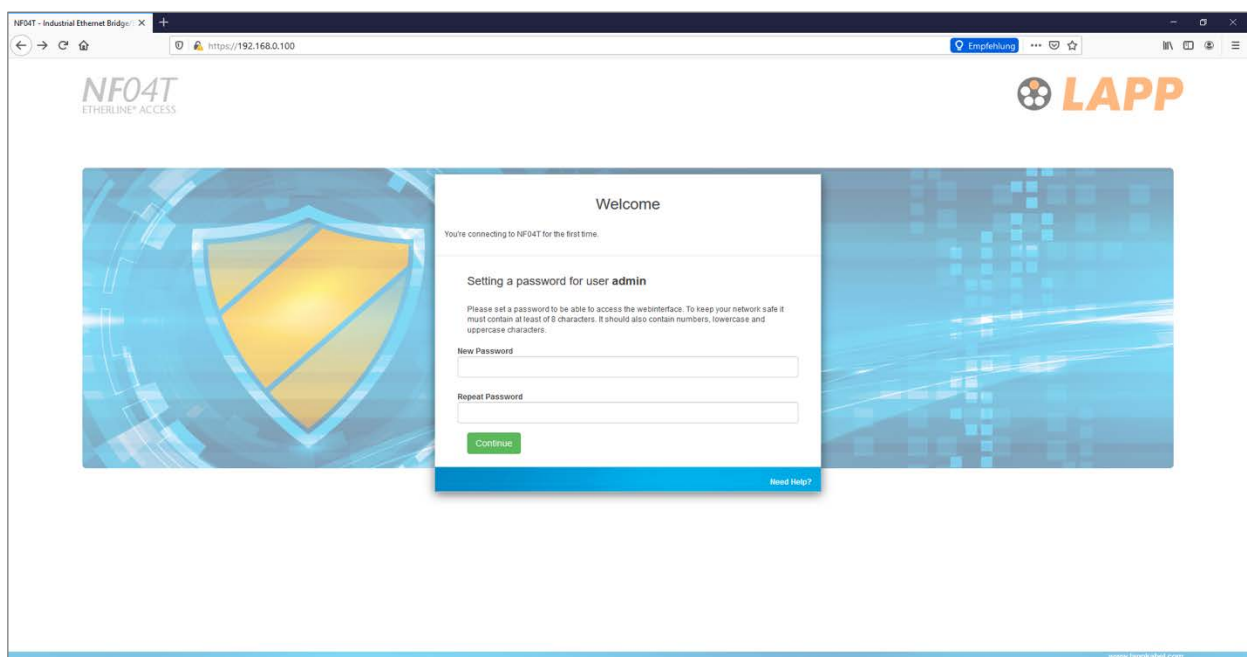 NF04T - Industrial Ethernet Bridge/
https://192.168.0.100
Empfehlung
NF04T
ETHERLINE® ACCESS
LAPP
Welcome
You're connecting to NF04T for the first time.
Setting a password for user admin
Please set a password to be able to access the webinterface. To keep your network safe it
must contain at least of 8 characters. It should also contain numbers, lowercase and
uppercase characters.
New Password
Repeat Password
Continue
Need Help?
www.lappkabel.com